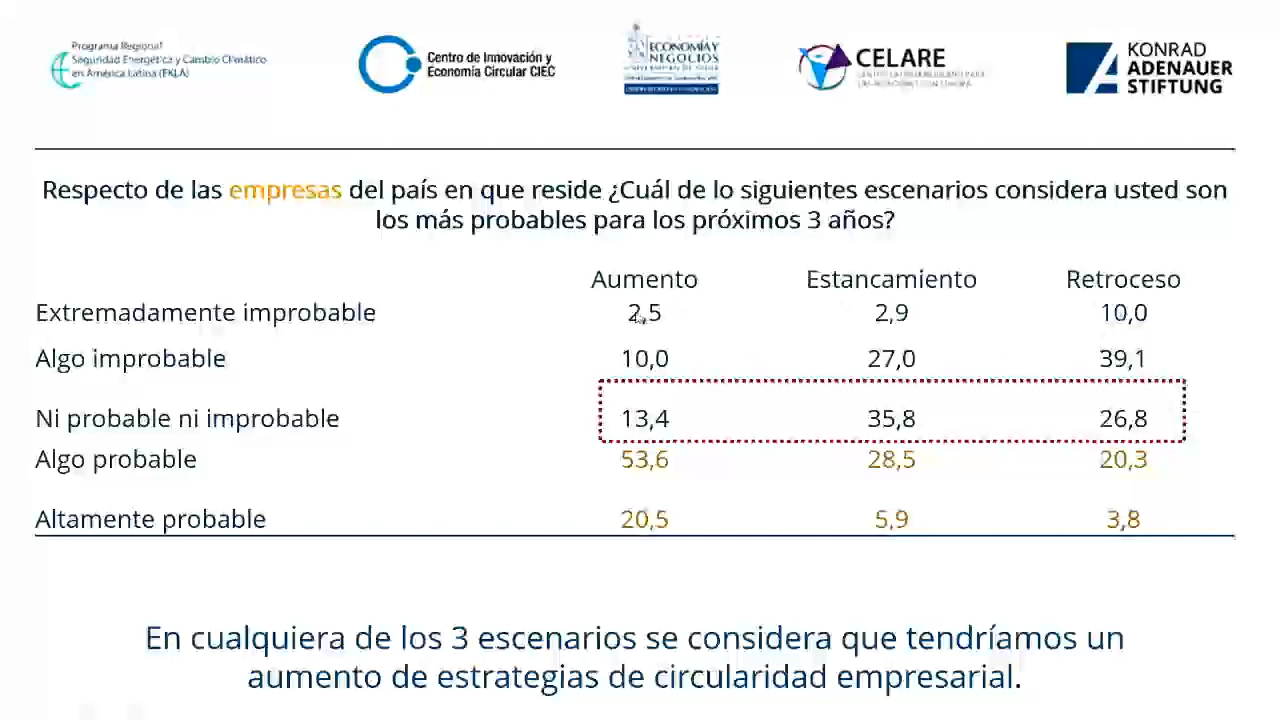 Programa Regional
Seguridad Energética y Cambio Climático
en América Latina (EKLA)
Centro de Innovación y
Economía Circular CIEC
ECONOMÍA Y
NEGOCIOS
UNIVERSIDAD DE CHILE
CELARE
KONRAD
ADENAUER
STIFTUNG
Respecto de las empresas del país en que reside ¿Cuál de lo siguientes escenarios considera usted son
los más probables para los próximos 3 años?
Aumento Estancamiento Retroceso
Extremadamente improbable 2,5 2,9 10,0
Algo improbable 10,0 27,0 39,1
Ni probable ni improbable 13,4 35,8 26,8
Algo probable 53,6 28,5 20,3
Altamente probable 20,5 5,9 3,8
En cualquiera de los 3 escenarios se considera que tendríamos un
aumento de estrategias de circularidad empresarial.